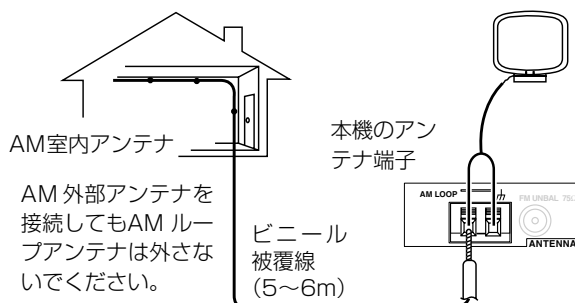 AM室内アンテナ
AM 外部アンテナを
接続してもAM ルー
プアンテナは外さな
いでください。
ビニール
被覆線
(5〜6m)
本機のアン
テナ端子
AM LOOP
FM UNBAL 75
ANTENNA